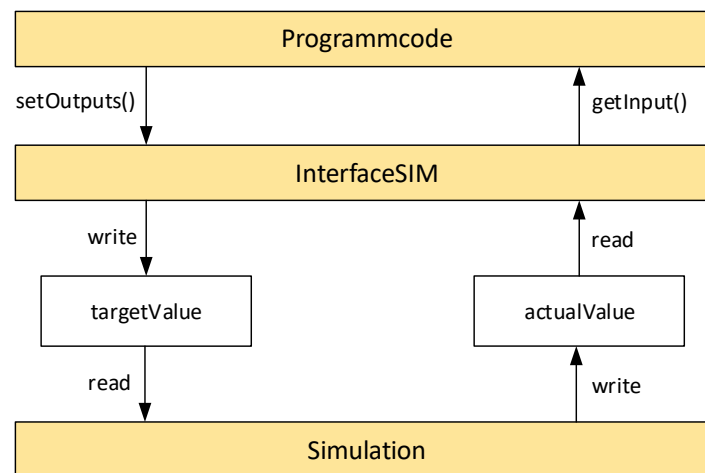 Programmcode
setOutputs()
getInput()
InterfaceSIM
write
read
targetValue
actualValue
read
write
Simulation